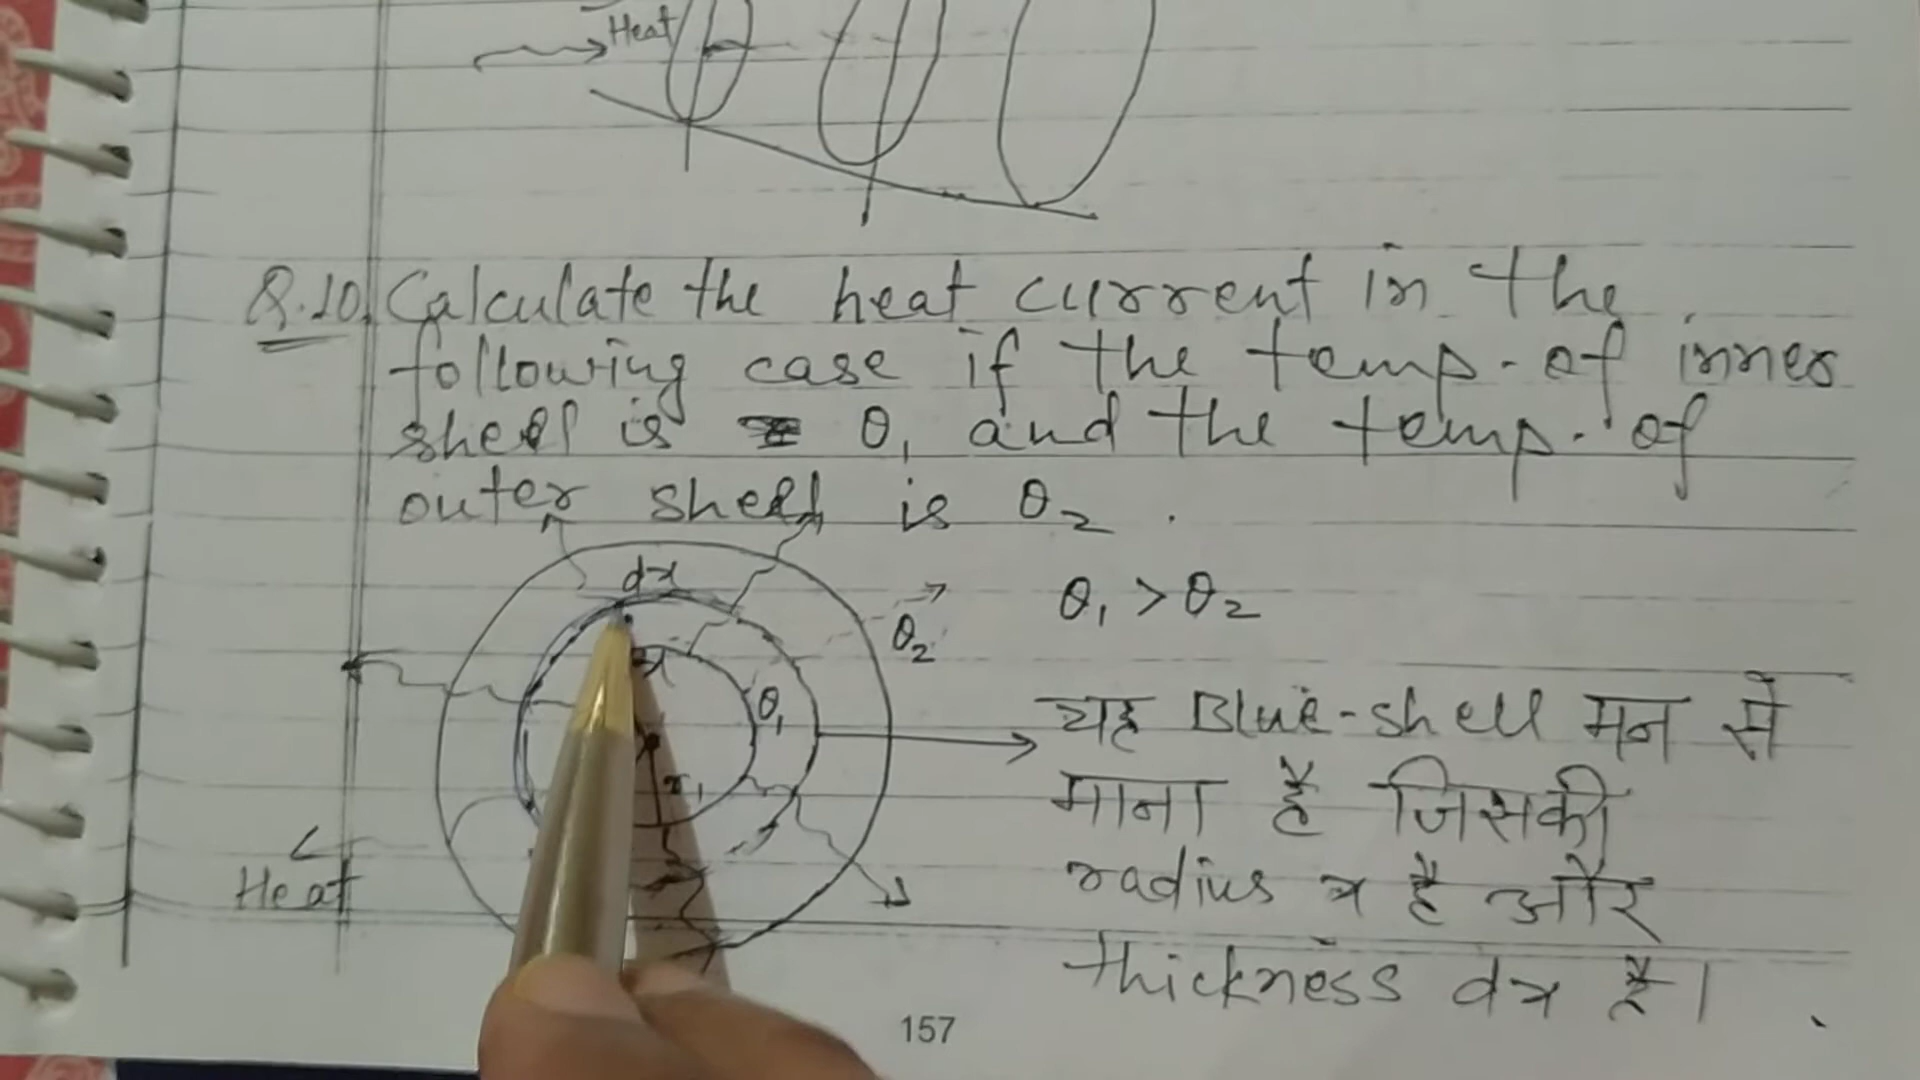 Heat
Q.10. Calculate the heat current in the
following case if the temp. of inner
shell is θ₁ and the temp. of
outer shell is θ₂ .
dx
θ₁ > θ₂
θ₂
x
θ₁
यह Blue-shell मन से
r₁
माना है जिसकी
Heat
radius x है और
thickness dx है।
157